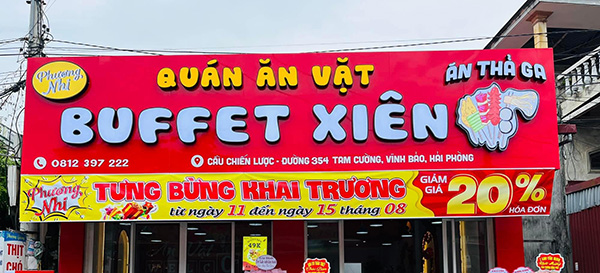 Phương Nhi
QUÁN ĂN VẶT
ĂN THẢ GA
BUFFET XIÊN
0812 397 222
CẦU CHIẾN LƯỢC - ĐƯỜNG 354 TAM CƯỜNG, VĨNH BẢO, HẢI PHÒNG
Phương Nhi
TƯNG BỪNG KHAI TRƯƠNG
từ ngày 11 đến ngày 15 tháng 08
GIẢM GIÁ
20%
HÓA ĐƠN
THỊT
CHÓ
49K